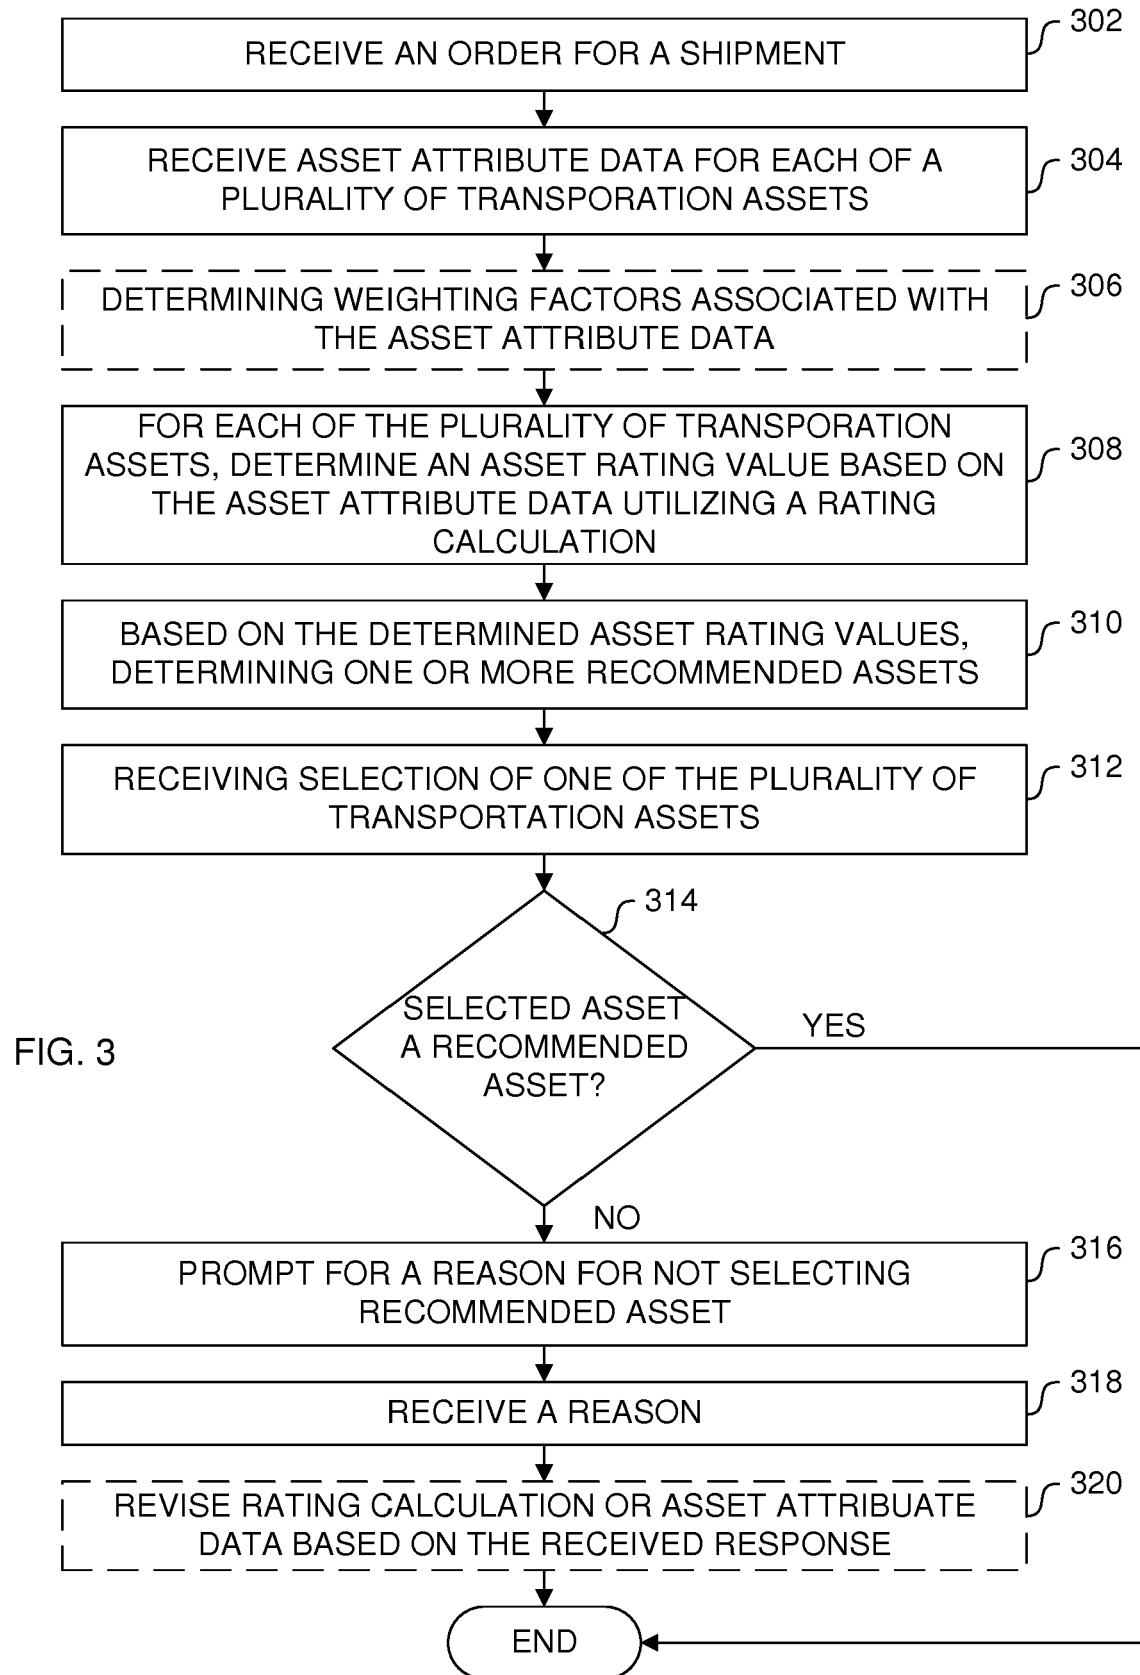 302
RECEIVE AN ORDER FOR A SHIPMENT
304
RECEIVE ASSET ATTRIBUTE DATA FOR EACH OF A
PLURALITY OF TRANSPORATION ASSETS
306
DETERMINING WEIGHTING FACTORS ASSOCIATED WITH
THE ASSET ATTRIBUTE DATA
308
FOR EACH OF THE PLURALITY OF TRANSPORATION
ASSETS, DETERMINE AN ASSET RATING VALUE BASED ON
THE ASSET ATTRIBUTE DATA UTILIZING A RATING
CALCULATION
310
BASED ON THE DETERMINED ASSET RATING VALUES,
DETERMINING ONE OR MORE RECOMMENDED ASSETS
312
RECEIVING SELECTION OF ONE OF THE PLURALITY OF
TRANSPORTATION ASSETS
314
SELECTED ASSET
A RECOMMENDED
ASSET?
YES
FIG. 3
NO
316
PROMPT FOR A REASON FOR NOT SELECTING
RECOMMENDED ASSET
318
RECEIVE A REASON
320
REVISE RATING CALCULATION OR ASSET ATTRIBUATE
DATA BASED ON THE RECEIVED RESPONSE
END